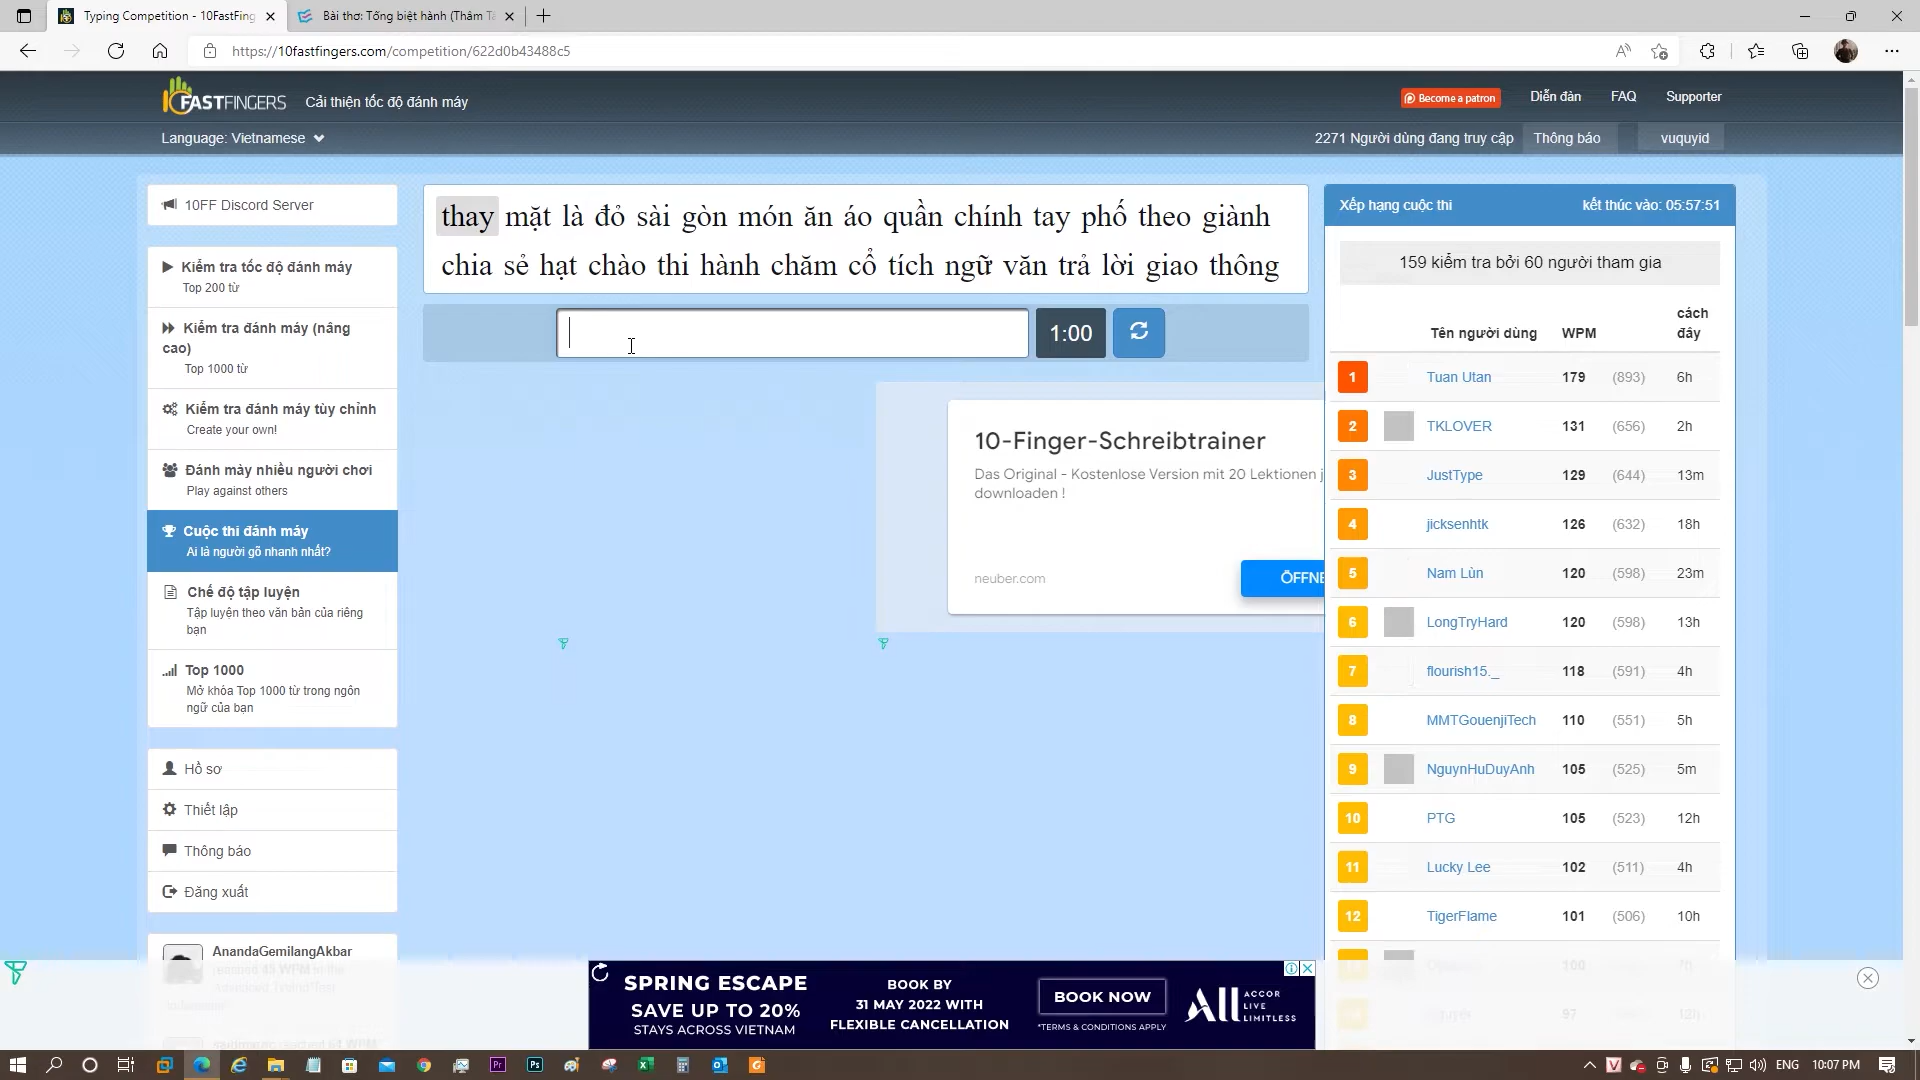 Typing Competition - 10FastFing
Bài thơ: Tống biệt hành (Thâm Tâ
https://10fastfingers.com/competition/622d0b43488c5
10FASTFINGERS
Cải thiện tốc độ đánh máy
Become a patron
Diễn đàn
FAQ
Supporter
Language: Vietnamese
2271 Người dùng đang truy cập
Thông báo
vuquyid
10FF Discord Server
Kiểm tra tốc độ đánh máy
Top 200 từ
Kiểm tra đánh máy (nâng
cao)
Top 1000 từ
Kiểm tra đánh máy tùy chỉnh
Create your own!
Đánh mày nhiều người chơi
Play against others
Cuộc thi đánh máy
Ai là người gõ nhanh nhất?
Chế độ tập luyện
Tập luyện theo văn bản của riêng
bạn
Top 1000
Mở khóa Top 1000 từ trong ngôn
ngữ của bạn
Hồ sơ
Thiết lập
Thông báo
Đăng xuất
AnandaGemilangAkbar
thay mặt là đỏ sài gòn món ăn áo quần chính tay phố theo giành
chia sẻ hạt chào thi hành chăm cổ tích ngữ văn trả lời giao thông
1:00
10-Finger-Schreibtrainer
Das Original - Kostenlose Version mit 20 Lektionen j
downloaden !
neuber.com
ÖFFNE
Xếp hạng cuộc thi
kết thúc vào: 05:57:51
159 kiểm tra bởi 60 người tham gia
Tên người dùng WPM cách
đây
1 Tuan Utan 179 (893) 6h
2 TKLOVER 131 (656) 2h
3 JustType 129 (644) 13m
4 jicksenhtk 126 (632) 18h
5 Nam Lùn 120 (598) 23m
6 LongTryHard 120 (598) 13h
7 flourish15._ 118 (591) 4h
8 MMTGouenjiTech 110 (551) 5h
9 NguynHuDuyAnh 105 (525) 5m
10 PTG 105 (523) 12h
11 Lucky Lee 102 (511) 4h
12 TigerFlame 101 (506) 10h
SPRING ESCAPE
SAVE UP TO 20%
STAYS ACROSS VIETNAM
BOOK BY
31 MAY 2022 WITH
FLEXIBLE CANCELLATION
BOOK NOW
*TERMS & CONDITIONS APPLY
ALL ACCOR
LIVE
LIMITLESS
ENG
10:07 PM